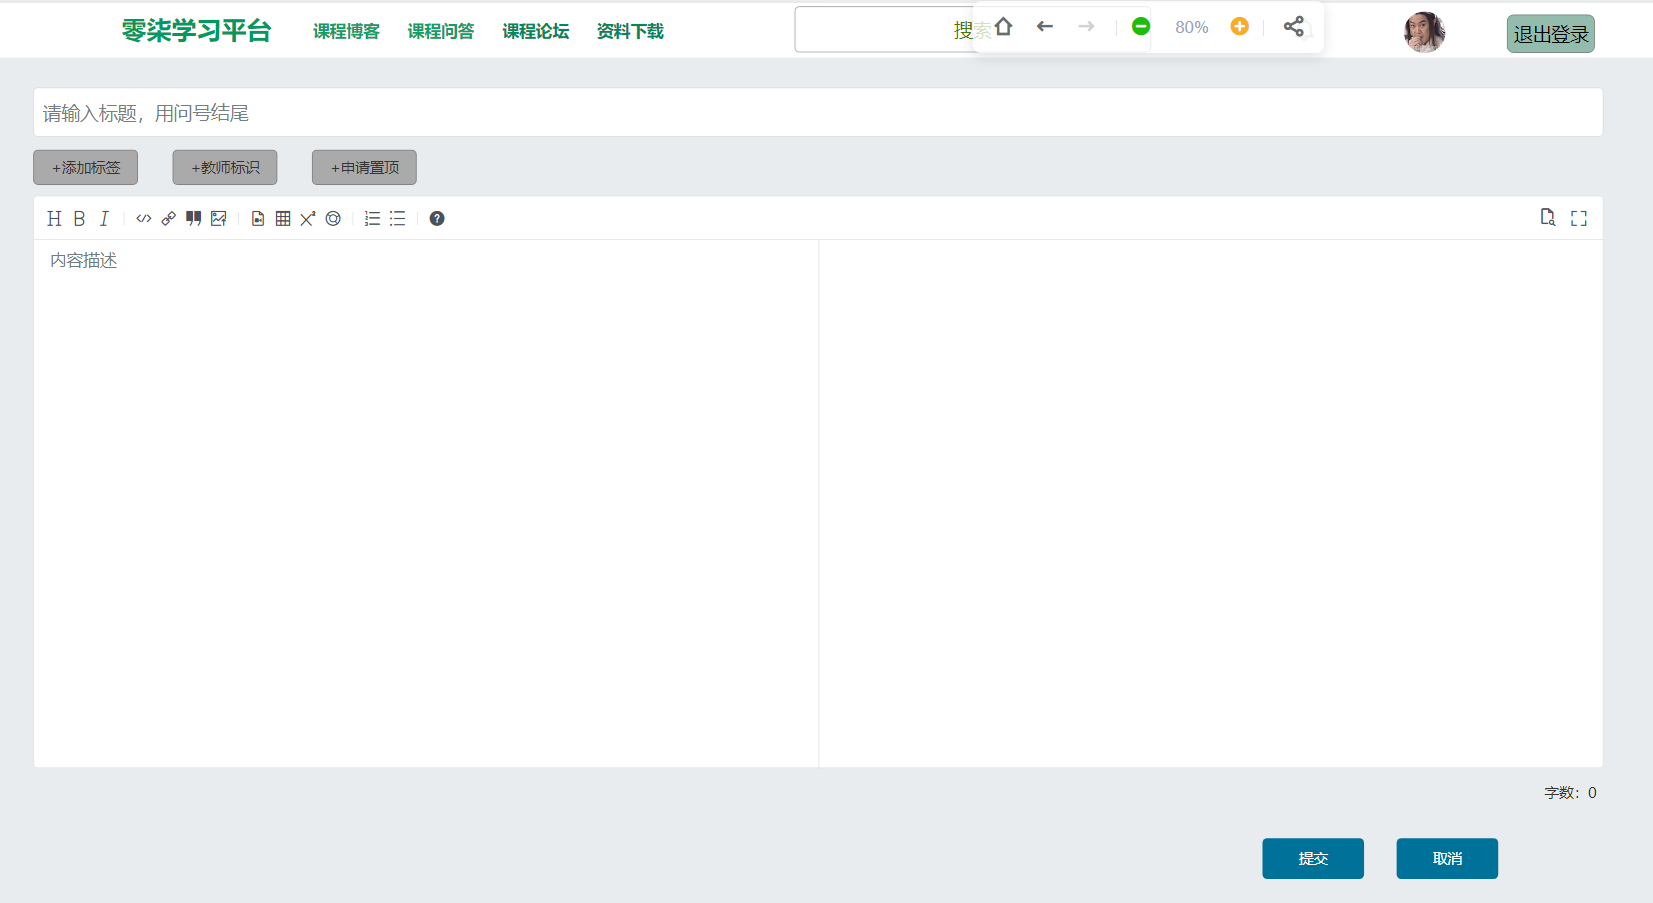 零柒学习平台 课程博客 课程问答 课程论坛 资料下载 搜索 80% 退出登录
请输入标题，用问号结尾
+添加标签 +教师标识 +申请置顶
H B I
内容描述
字数：0
提交 取消